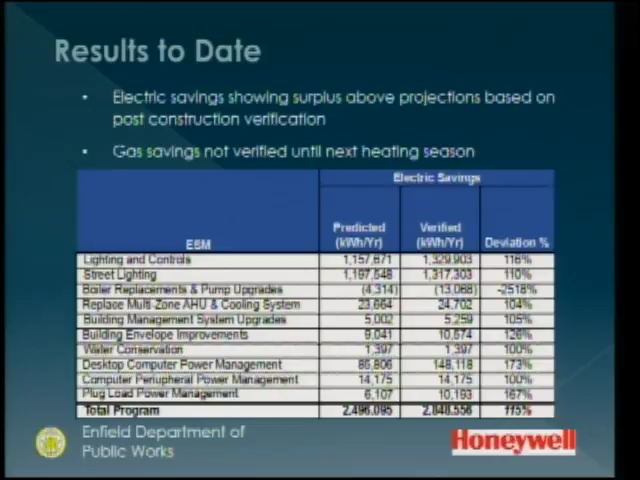 Results to Date
• Electric savings showing surplus above projections based on
post construction verification
• Gas savings not verified until next heating season
Electric Savings
ESM Predicted (kWh/Yr) Verified (kWh/Yr) Deviation %
Lighting and Controls 1,157,671 1,329,903 116%
Street Lighting 1,197,548 1,317,303 110%
Boiler Replacements & Pump Upgrades (4,314) (13,068) -2518%
Replace Multi-Zone AHU & Cooling System 23,664 24,702 104%
Building Management System Upgrades 5,002 5,259 105%
Building Envelope Improvements 9,041 10,574 126%
Water Conservation 1,397 1,397 100%
Desktop Computer Power Management 85,806 148,118 173%
Computer Periupheral Power Management 14,175 14,175 100%
Plug Load Power Management 6,107 10,193 167%
Total Program 2,496,095 2,848,556 115%
Enfield Department of
Public Works
Honeywell